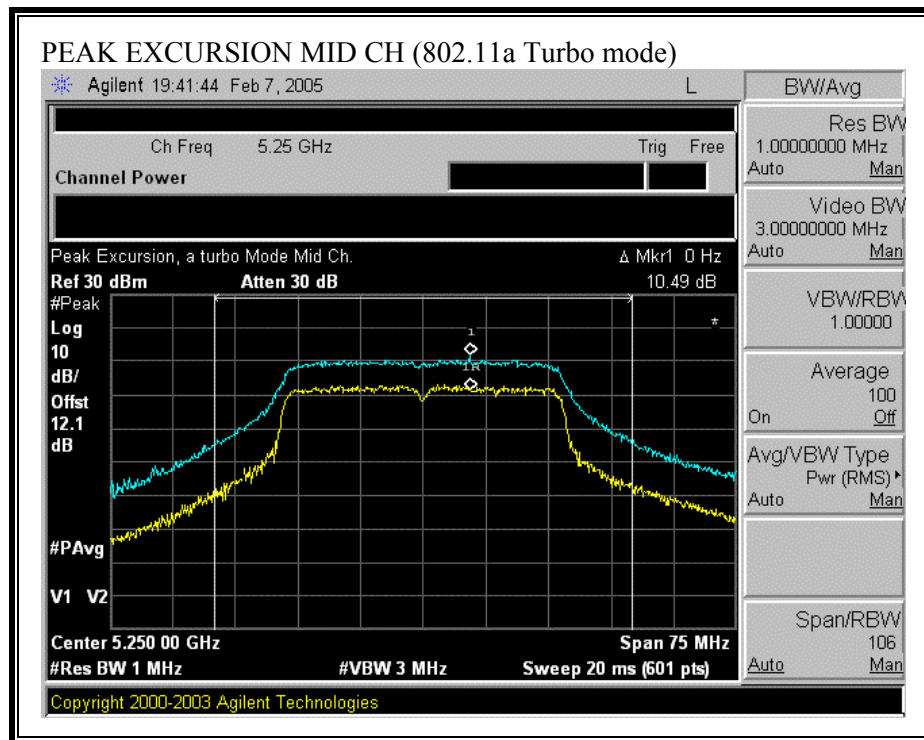 PEAK EXCURSION MID CH (802.11a Turbo mode)
Agilent 19:41:44 Feb 7, 2005 L
Ch Freq 5.25 GHz Trig Free
Channel Power
Peak Excursion, a turbo Mode Mid Ch. Δ Mkr1 0 Hz
Ref 30 dBm Atten 30 dB 10.49 dB
#Peak
Log
10
dB/
Offst
12.1
dB
#PAvg
V1 V2
1
1R
*
Center 5.250 00 GHz Span 75 MHz
#Res BW 1 MHz #VBW 3 MHz Sweep 20 ms (601 pts)
Copyright 2000-2003 Agilent Technologies
BW/Avg
Res BW
1.00000000 MHz
Auto Man
Video BW
3.00000000 MHz
Auto Man
VBW/RBW
1.00000
Average
100
On Off
Avg/VBW Type
Pwr (RMS)
Auto Man
Span/RBW
106
Auto Man